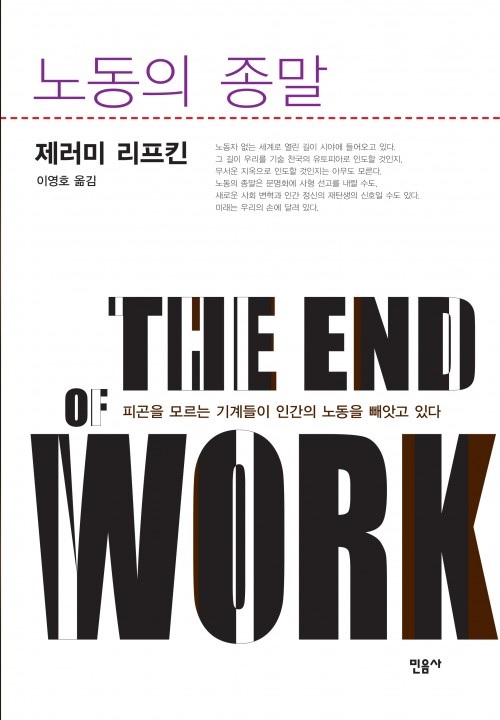 노동의 종말
제러미 리프킨
이영호 옮김
노동자 없는 세계로 열린 길이 시야에 들어오고 있다.
그 길이 우리를 기술 천국의 유토피아로 인도할 것인지,
무서운 지옥으로 인도할 것인지는 아무도 모른다.
노동의 종말은 문명화에 사형 선고를 내릴 수도,
새로운 사회 변혁과 인간 정신의 재탄생의 신호일 수도 있다.
미래는 우리의 손에 달려 있다.
THE END
OF
피곤을 모르는 기계들이 인간의 노동을 빼앗고 있다
WORK
민음사